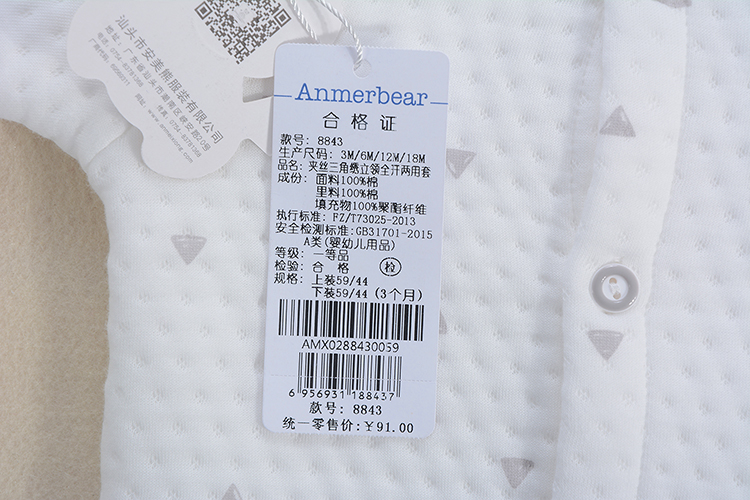 汕头市安美熊服装有限公司
Anmerbear
合格证
款号: 8843
生产尺码: 3M/6M/12M/18M
品名: 夹丝三角绣立领全汗两用套
成份: 面料100%棉
里料100%棉
填充物100%聚酯纤维
执行标准: FZ/T73025-2013
安全检测标准:GB31701-2015
A类(婴幼儿用品)
等级: 一等品
检验: 合 格 检
规格: 上装59/44
下装59/44 (3个月)
AMX0288430059
6 956931 188437
款号: 8843
统一零售价:¥91.00